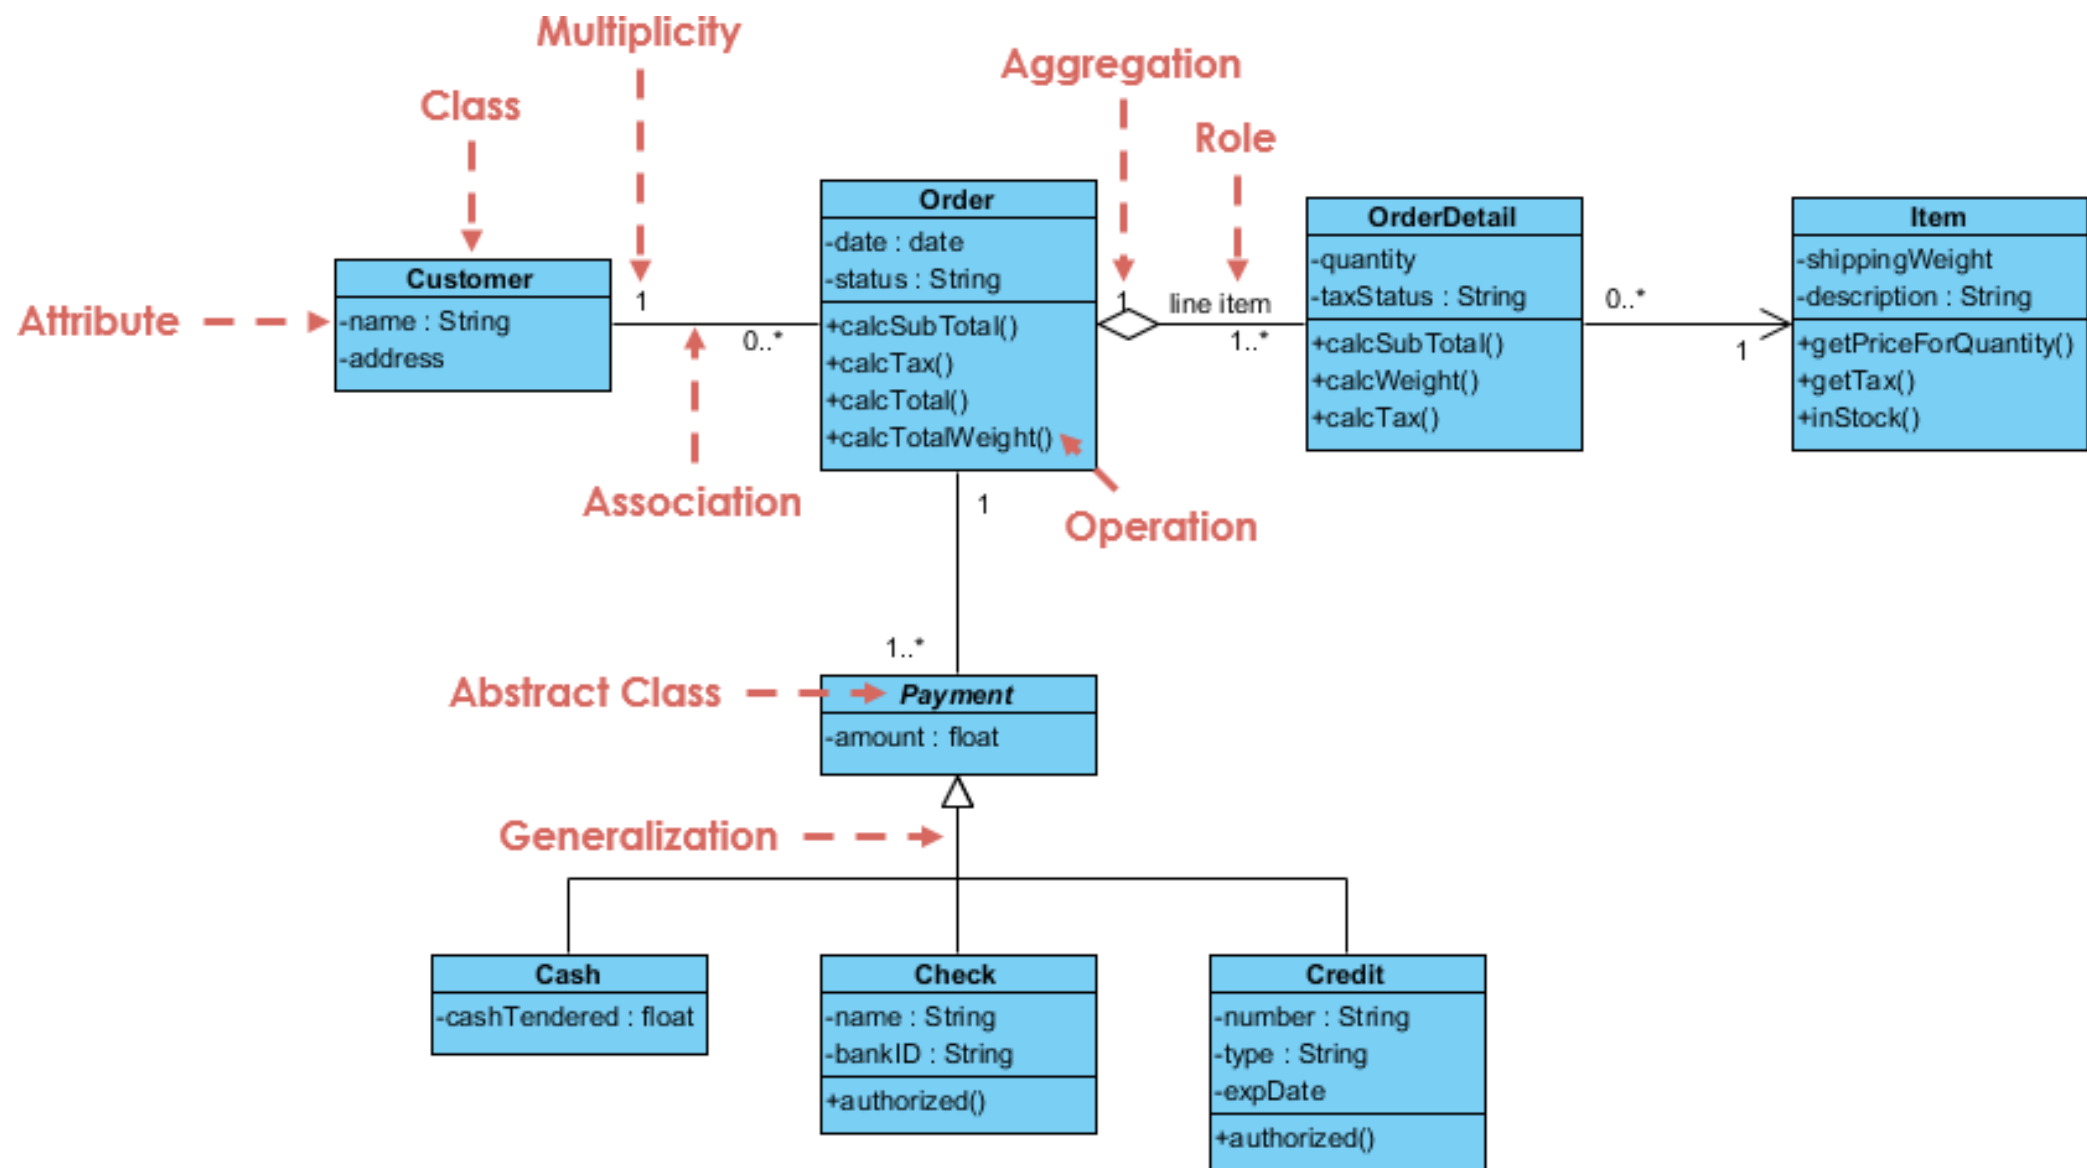 Multiplicity
Aggregation
Class
Role
Attribute
Association
Operation
Abstract Class
Generalization
Customer
-name : String
-address
1
0..*
Order
-date : date
-status : String
+calcSubTotal()
+calcTax()
+calcTotal()
+calcTotalWeight()
1
line item
1..*
OrderDetail
-quantity
-taxStatus : String
+calcSubTotal()
+calcWeight()
+calcTax()
0..*
1
Item
-shippingWeight
-description : String
+getPriceForQuantity()
+getTax()
+inStock()
1
1..*
Payment
-amount : float
Cash
-cashTendered : float
Check
-name : String
-bankID : String
+authorized()
Credit
-number : String
-type : String
-expDate
+authorized()